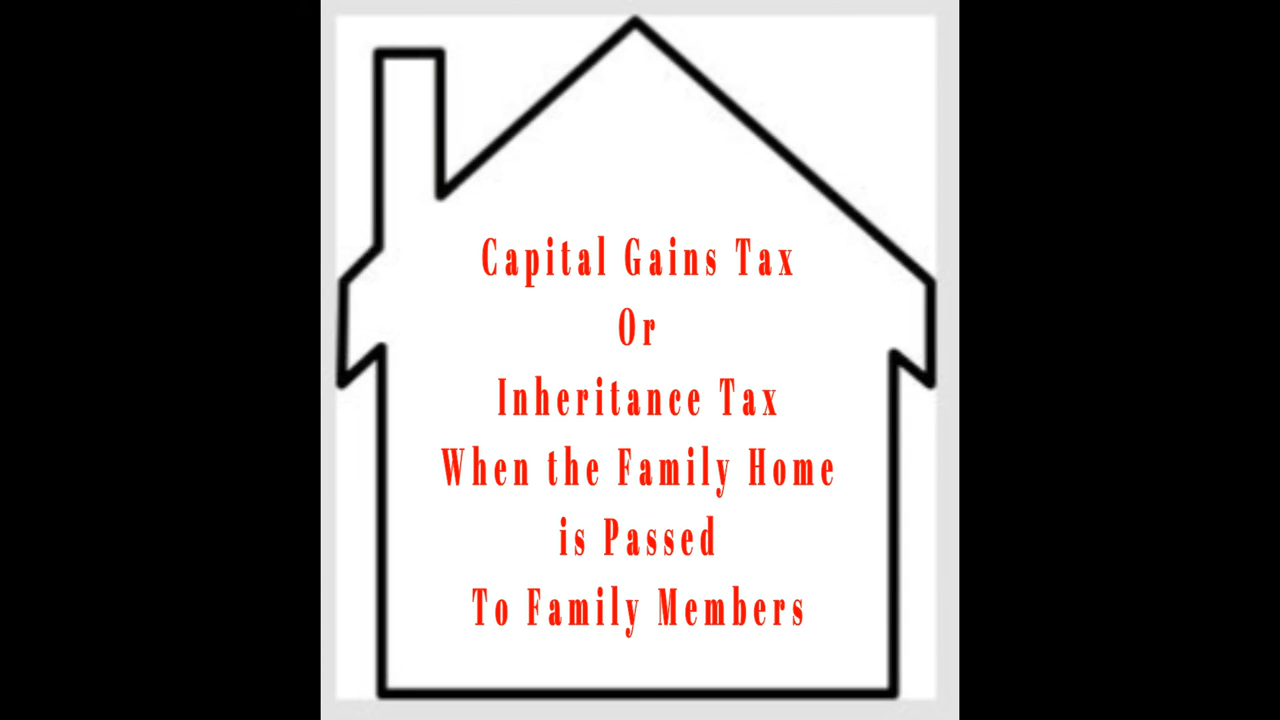 Capital Gains Tax
Or
Inheritance Tax
When the Family Home
is Passed
To Family Members